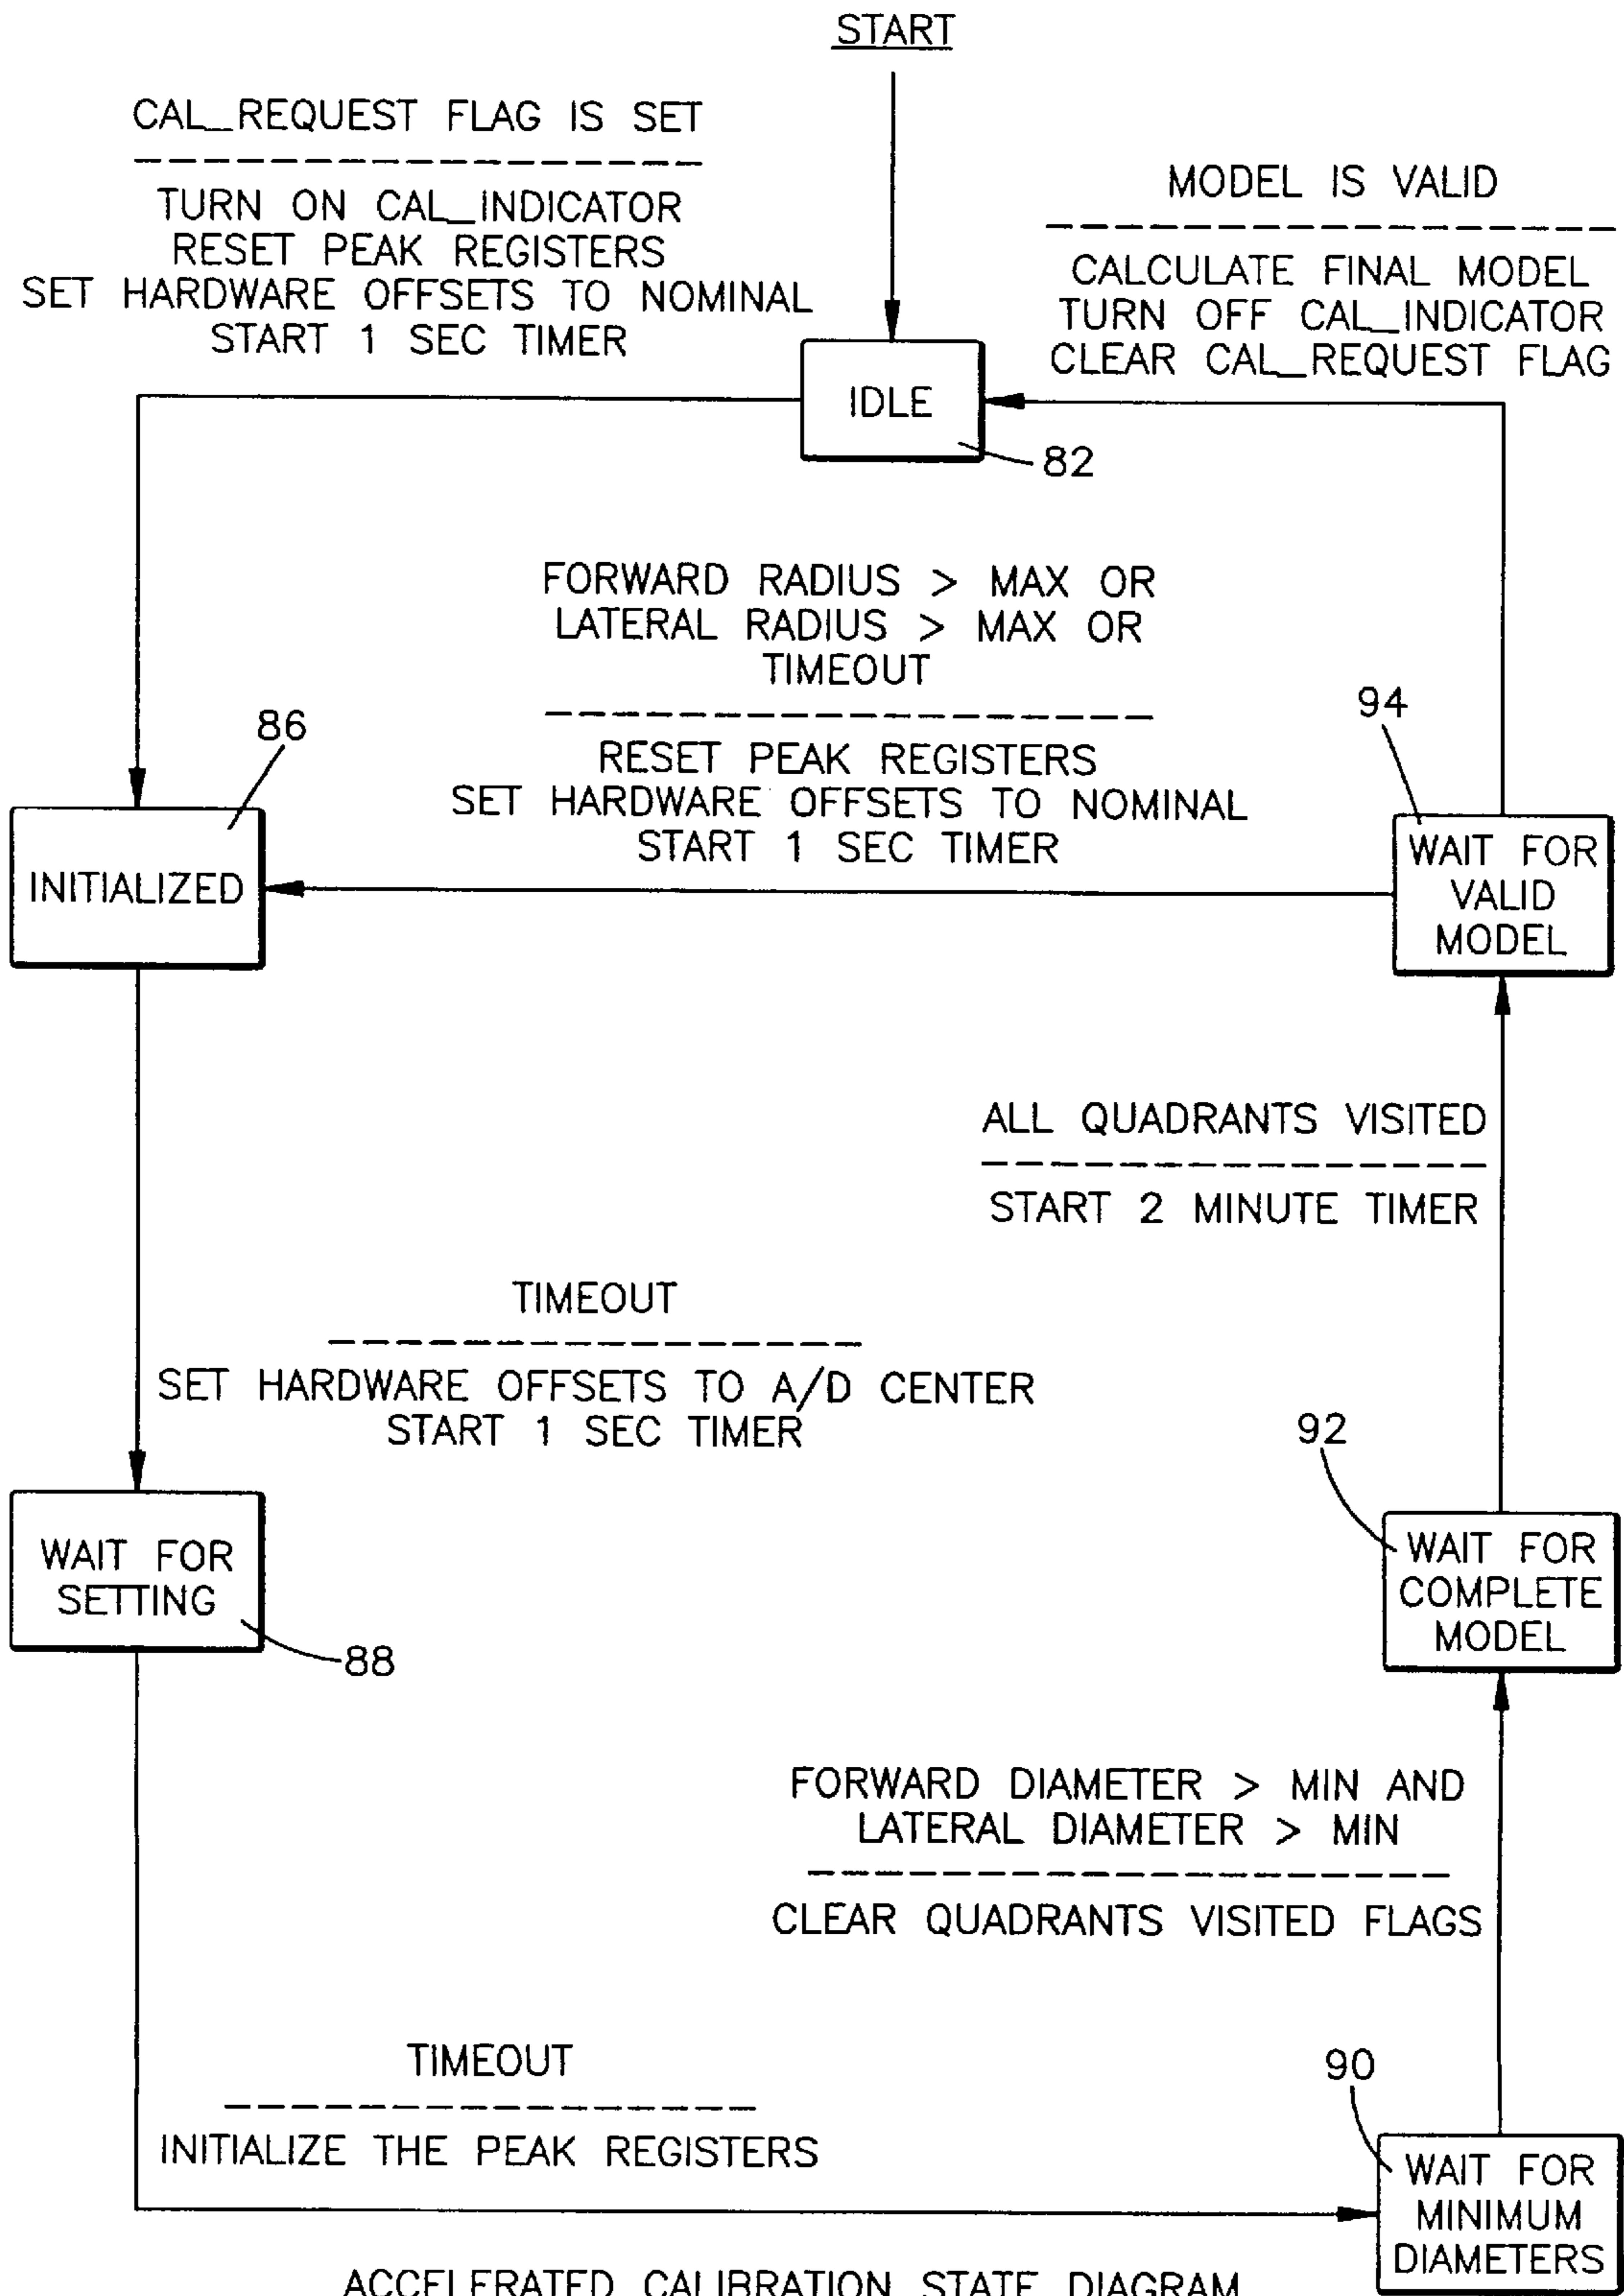 START
CAL_REQUEST FLAG IS SET
TURN ON CAL_INDICATOR
RESET PEAK REGISTERS
SET HARDWARE OFFSETS TO NOMINAL
START 1 SEC TIMER
MODEL IS VALID
CALCULATE FINAL MODEL
TURN OFF CAL_INDICATOR
CLEAR CAL_REQUEST FLAG
IDLE
82
FORWARD RADIUS > MAX OR
LATERAL RADIUS > MAX OR
TIMEOUT
RESET PEAK REGISTERS
SET HARDWARE OFFSETS TO NOMINAL
START 1 SEC TIMER
86
INITIALIZED
94
WAIT FOR
VALID
MODEL
ALL QUADRANTS VISITED
START 2 MINUTE TIMER
TIMEOUT
SET HARDWARE OFFSETS TO A/D CENTER
START 1 SEC TIMER
WAIT FOR
SETTING
88
92
WAIT FOR
COMPLETE
MODEL
FORWARD DIAMETER > MIN AND
LATERAL DIAMETER > MIN
CLEAR QUADRANTS VISITED FLAGS
TIMEOUT
INITIALIZE THE PEAK REGISTERS
90
WAIT FOR
MINIMUM
DIAMETERS
ACCELERATED CALIBRATION STATE DIAGRAM